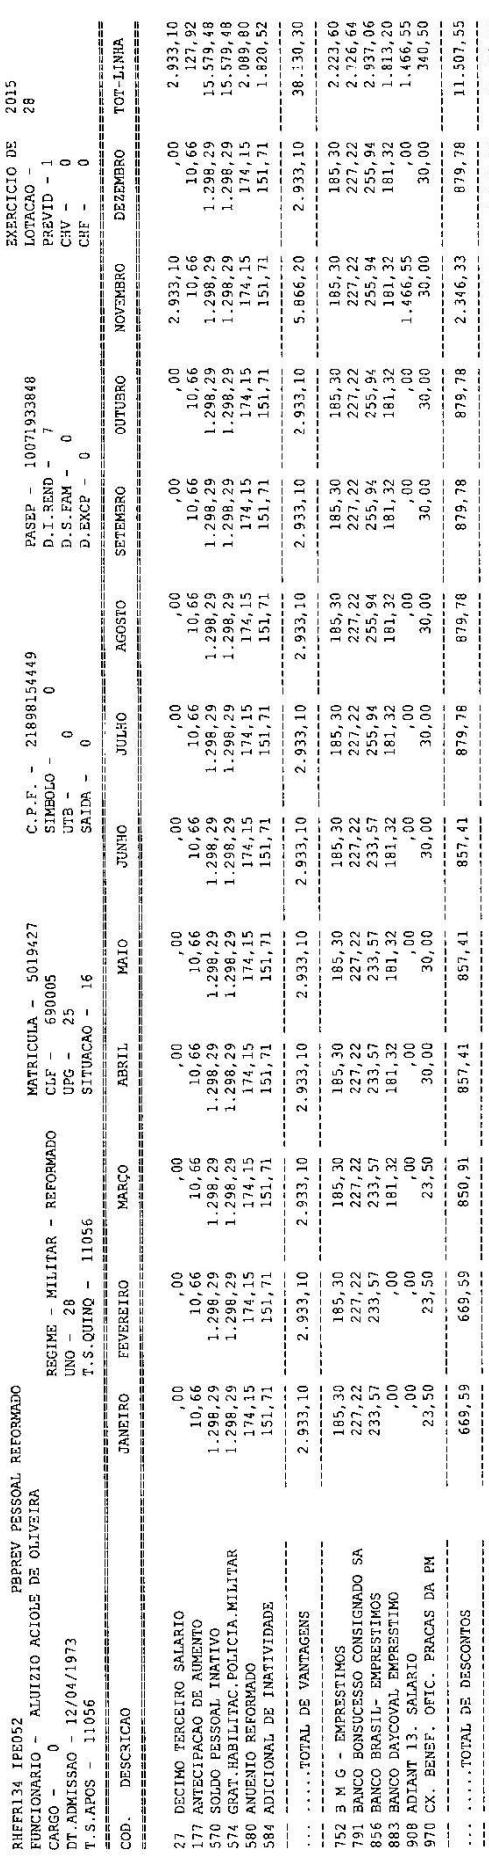 RHFFR134 IPED52 PBPREV PESSOAL REFORMADO EXERCICIO DE 2015
FUNCIONARIO - ALUIZIO ACIOLE DE OLIVEIRA MATRICULA - 5019427 C.P.F. - 21898154449 PASEP - 10071933848 LOTACAO - 28
CARGO - 0 REGIME - MILITAR - REFORMADO CLF - 690005 SIMBOLO - 0 D.I.REND - 7 PREVID - 1
DT.ADMISSAO - 12/04/1973 UNO - 28 UPG - 25 UTB - 0 D.S.FAM - 0 CHV - 0
T.S.APOS - 11056 T.S.QUINQ - 11056 SITUACAO - 16 SAIDA - 0 D.EXCP - 0 CHF - 0
COD. DESCRICAO JANEIRO FEVEREIRO MARÇO ABRIL MAIO JUNHO JULHO AGOSTO SETEMBRO OUTUBRO NOVEMBRO DEZEMBRO TOT-LINHA
27 DECIMO TERCEIRO SALARIO ,00 ,00 ,00 ,00 ,00 ,00 ,00 ,00 ,00 ,00 2.933,10 ,00 2.933,10
177 ANTECIPACAO DE AUMENTO 10,66 10,66 10,66 10,66 10,66 10,66 10,66 10,66 10,66 10,66 10,66 10,66 127,92
570 SOLDO PESSOAL INATIVO 1.298,29 1.298,29 1.298,29 1.298,29 1.298,29 1.298,29 1.298,29 1.298,29 1.298,29 1.298,29 1.298,29 1.298,29 15.579,48
574 GRAT.HABILITAC.POLICIA.MILITAR 1.298,29 1.298,29 1.298,29 1.298,29 1.298,29 1.298,29 1.298,29 1.298,29 1.298,29 1.298,29 1.298,29 1.298,29 15.579,48
580 ANUENIO REFORMADO 174,15 174,15 174,15 174,15 174,15 174,15 174,15 174,15 174,15 174,15 174,15 174,15 2.089,80
584 ADICIONAL DE INATIVIDADE 151,71 151,71 151,71 151,71 151,71 151,71 151,71 151,71 151,71 151,71 151,71 151,71 1.820,52
... .....TOTAL DE VANTAGENS 2.933,10 2.933,10 2.933,10 2.933,10 2.933,10 2.933,10 2.933,10 2.933,10 2.933,10 2.933,10 5.866,20 2.933,10 38.130,30
752 B M G - EMPRESTIMOS 185,30 185,30 185,30 185,30 185,30 185,30 185,30 185,30 185,30 185,30 185,30 185,30 2.223,60
791 BANCO BONSUCESSO CONSIGNADO SA 227,22 227,22 227,22 227,22 227,22 227,22 227,22 227,22 227,22 227,22 227,22 227,22 2.726,64
856 BANCO BRASIL- EMPRESTIMOS 233,57 233,57 233,57 233,57 233,57 233,57 255,94 255,94 255,94 255,94 255,94 255,94 2.937,06
883 BANCO DAYCOVAL EMPRESTIMO ,00 ,00 181,32 181,32 181,32 181,32 181,32 181,32 181,32 181,32 181,32 181,32 1.813,20
908 ADIANT 13. SALARIO ,00 ,00 ,00 ,00 ,00 ,00 ,00 ,00 ,00 ,00 1.466,55 ,00 1.466,55
970 CX. BENEF. OFIC. PRACAS DA PM 23,50 23,50 23,50 30,00 30,00 30,00 30,00 30,00 30,00 30,00 30,00 30,00 340,50
... .....TOTAL DE DESCONTOS 669,59 669,59 850,91 857,41 857,41 857,41 879,78 879,78 879,78 879,78 2.346,33 879,78 11.507,55